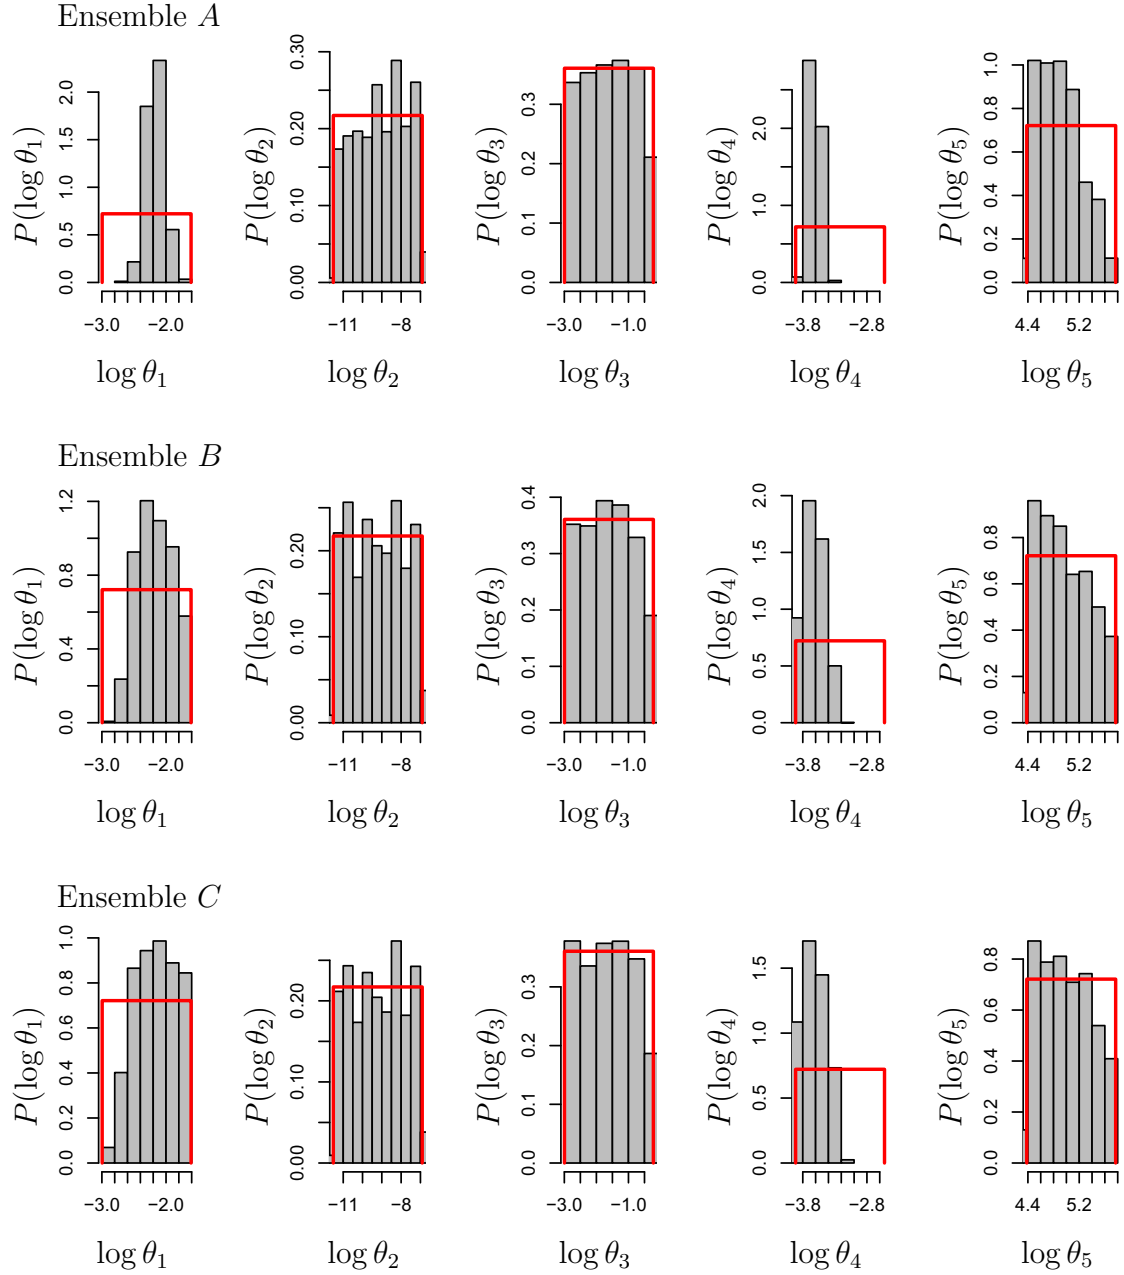 Ensemble A
P(log θ₁) 0.0 0.5 1.0 1.5 2.0 −3.0 −2.0 log θ₁
P(log θ₂) 0.00 0.10 0.20 0.30 −11 −8 log θ₂
P(log θ₃) 0.0 0.1 0.2 0.3 −3.0 −1.0 log θ₃
P(log θ₄) 0.0 1.0 2.0 −3.8 −2.8 log θ₄
P(log θ₅) 0.0 0.2 0.4 0.6 0.8 1.0 4.4 5.2 log θ₅
Ensemble B
P(log θ₁) 0.0 0.4 0.8 1.2 −3.0 −2.0 log θ₁
P(log θ₂) 0.00 0.10 0.20 −11 −8 log θ₂
P(log θ₃) 0.0 0.1 0.2 0.3 0.4 −3.0 −1.0 log θ₃
P(log θ₄) 0.0 0.5 1.0 1.5 2.0 −3.8 −2.8 log θ₄
P(log θ₅) 0.0 0.2 0.4 0.6 0.8 4.4 5.2 log θ₅
Ensemble C
P(log θ₁) 0.0 0.2 0.4 0.6 0.8 1.0 −3.0 −2.0 log θ₁
P(log θ₂) 0.00 0.10 0.20 −11 −8 log θ₂
P(log θ₃) 0.0 0.1 0.2 0.3 −3.0 −1.0 log θ₃
P(log θ₄) 0.0 0.5 1.0 1.5 −3.8 −2.8 log θ₄
P(log θ₅) 0.0 0.2 0.4 0.6 0.8 4.4 5.2 log θ₅